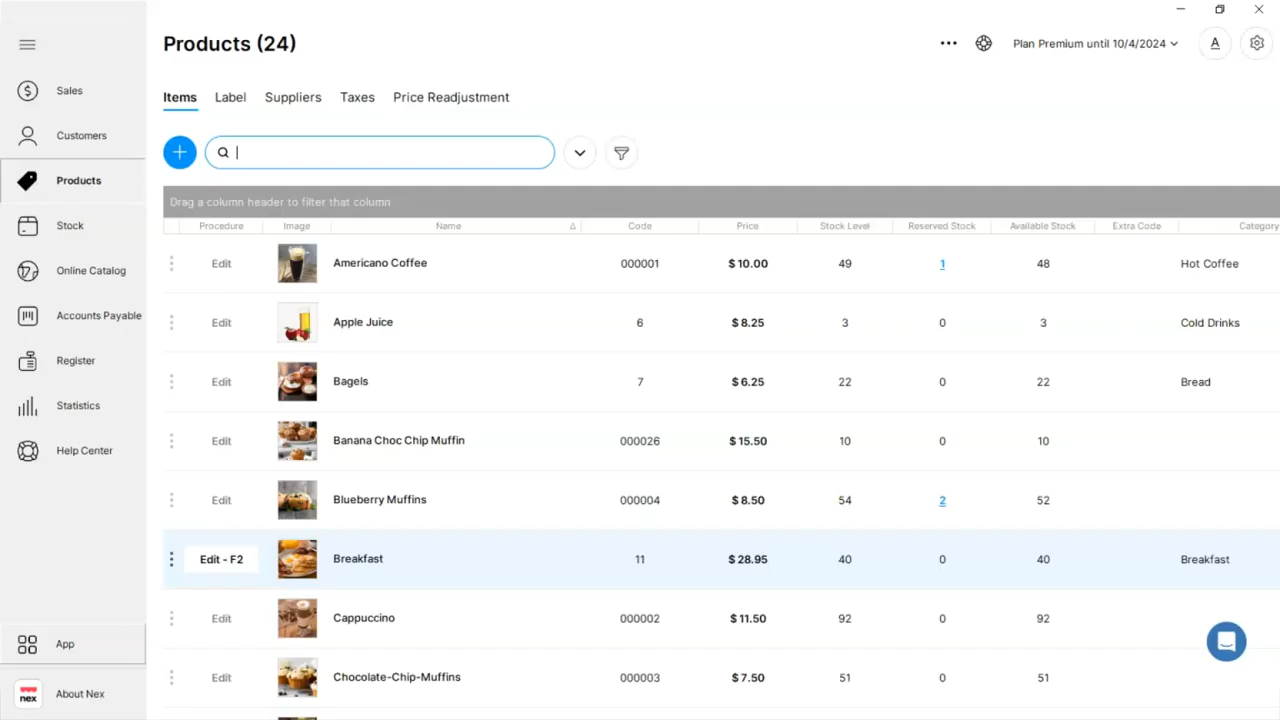 Products (24)
Plan Premium until 10/4/2024
A
Sales
Customers
Products
Stock
Online Catalog
Accounts Payable
Register
Statistics
Help Center
App
nex
About Nex
Items Label Suppliers Taxes Price Readjustment
Drag a column header to filter that column
Procedure Image Name Code Price Stock Level Reserved Stock Available Stock Extra Code Category
Edit Americano Coffee 000001 $ 10.00 49 1 48 Hot Coffee
Edit Apple Juice 6 $ 8.25 3 0 3 Cold Drinks
Edit Bagels 7 $ 6.25 22 0 22 Bread
Edit Banana Choc Chip Muffin 000026 $ 15.50 10 0 10
Edit Blueberry Muffins 000004 $ 8.50 54 2 52
Edit - F2 Breakfast 11 $ 28.95 40 0 40 Breakfast
Edit Cappuccino 000002 $ 11.50 92 0 92
Edit Chocolate-Chip-Muffins 000003 $ 7.50 51 0 51